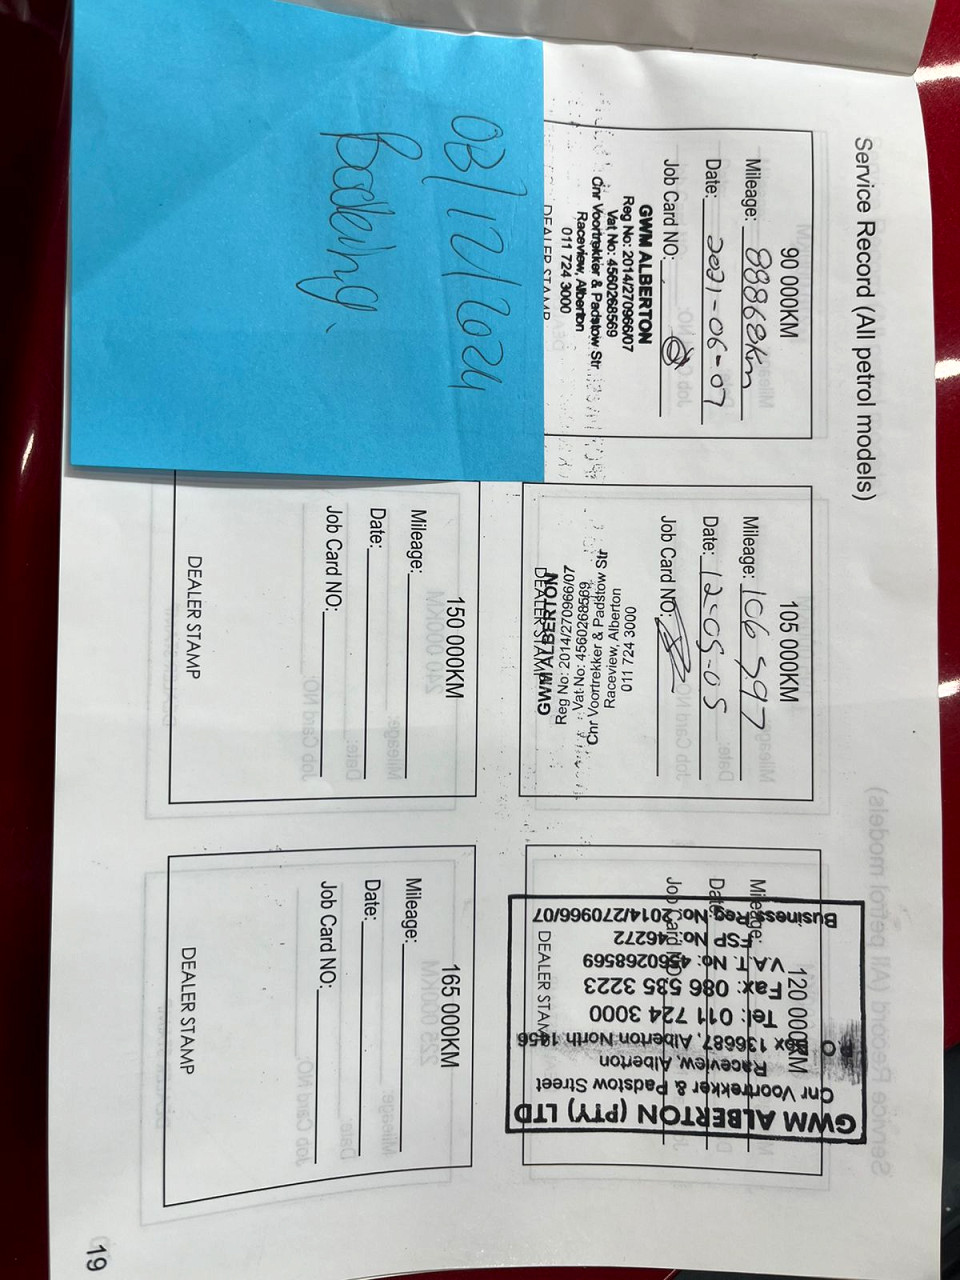 Service Record (All petrol models)
90 000KM
Mileage: 88868km
Date: 2021-06-07
Job Card NO:
GWM ALBERTON
Reg No: 2014/270966/07
Vat No: 4560268569
Cnr Voortrekker & Padstow Str
Raceview, Alberton
011 724 3000
DEALER STAMP
105 000KM
Mileage: 106 597
Date: 12-05-05
Job Card NO:
011 724 3000
Raceview, Alberton
Cnr Voortrekker & Padstow Str
Vat No: 4560268569
Reg No: 2014/270966/07
GWM ALBERTON
DEALER STAMP
120 000KM
Mileage:
Date:
Job Card NO:
DEALER STAMP
GWM ALBERTON (PTY) LTD
Cnr Voortrekker & Padstow Street
Raceview, Alberton
Box 136687, Alberton North 1456
Tel: 011 724 3000
Fax: 086 535 3223
V.A.T. No: 4560268569
FSP No: 46272
Business Reg No: 2014/270966/07
03/12/2024
Booking.
150 000KM
Mileage:
Date:
Job Card NO:
DEALER STAMP
165 000KM
Mileage:
Date:
Job Card NO:
DEALER STAMP
19